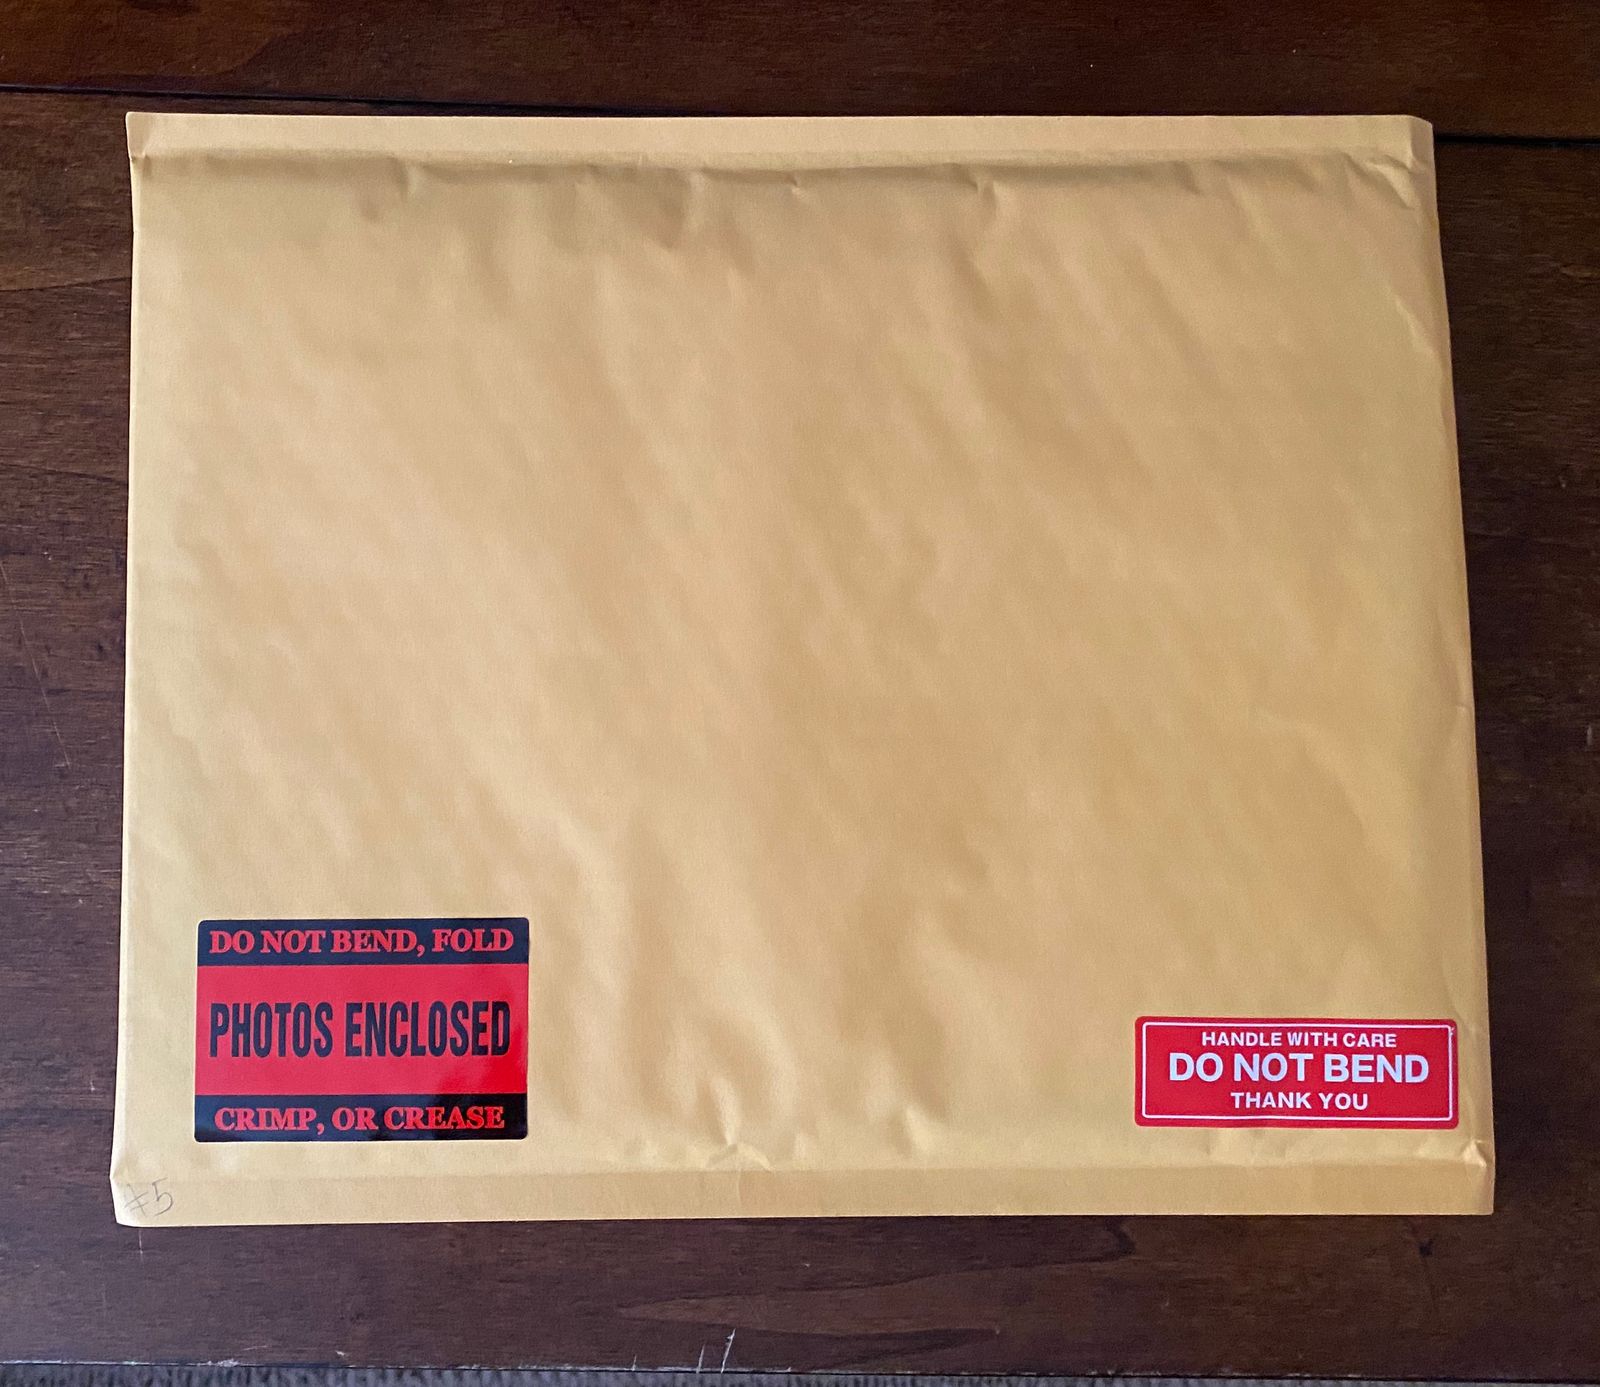 DO NOT BEND, FOLD
PHOTOS ENCLOSED
CRIMP, OR CREASE
HANDLE WITH CARE
DO NOT BEND
THANK YOU
#5